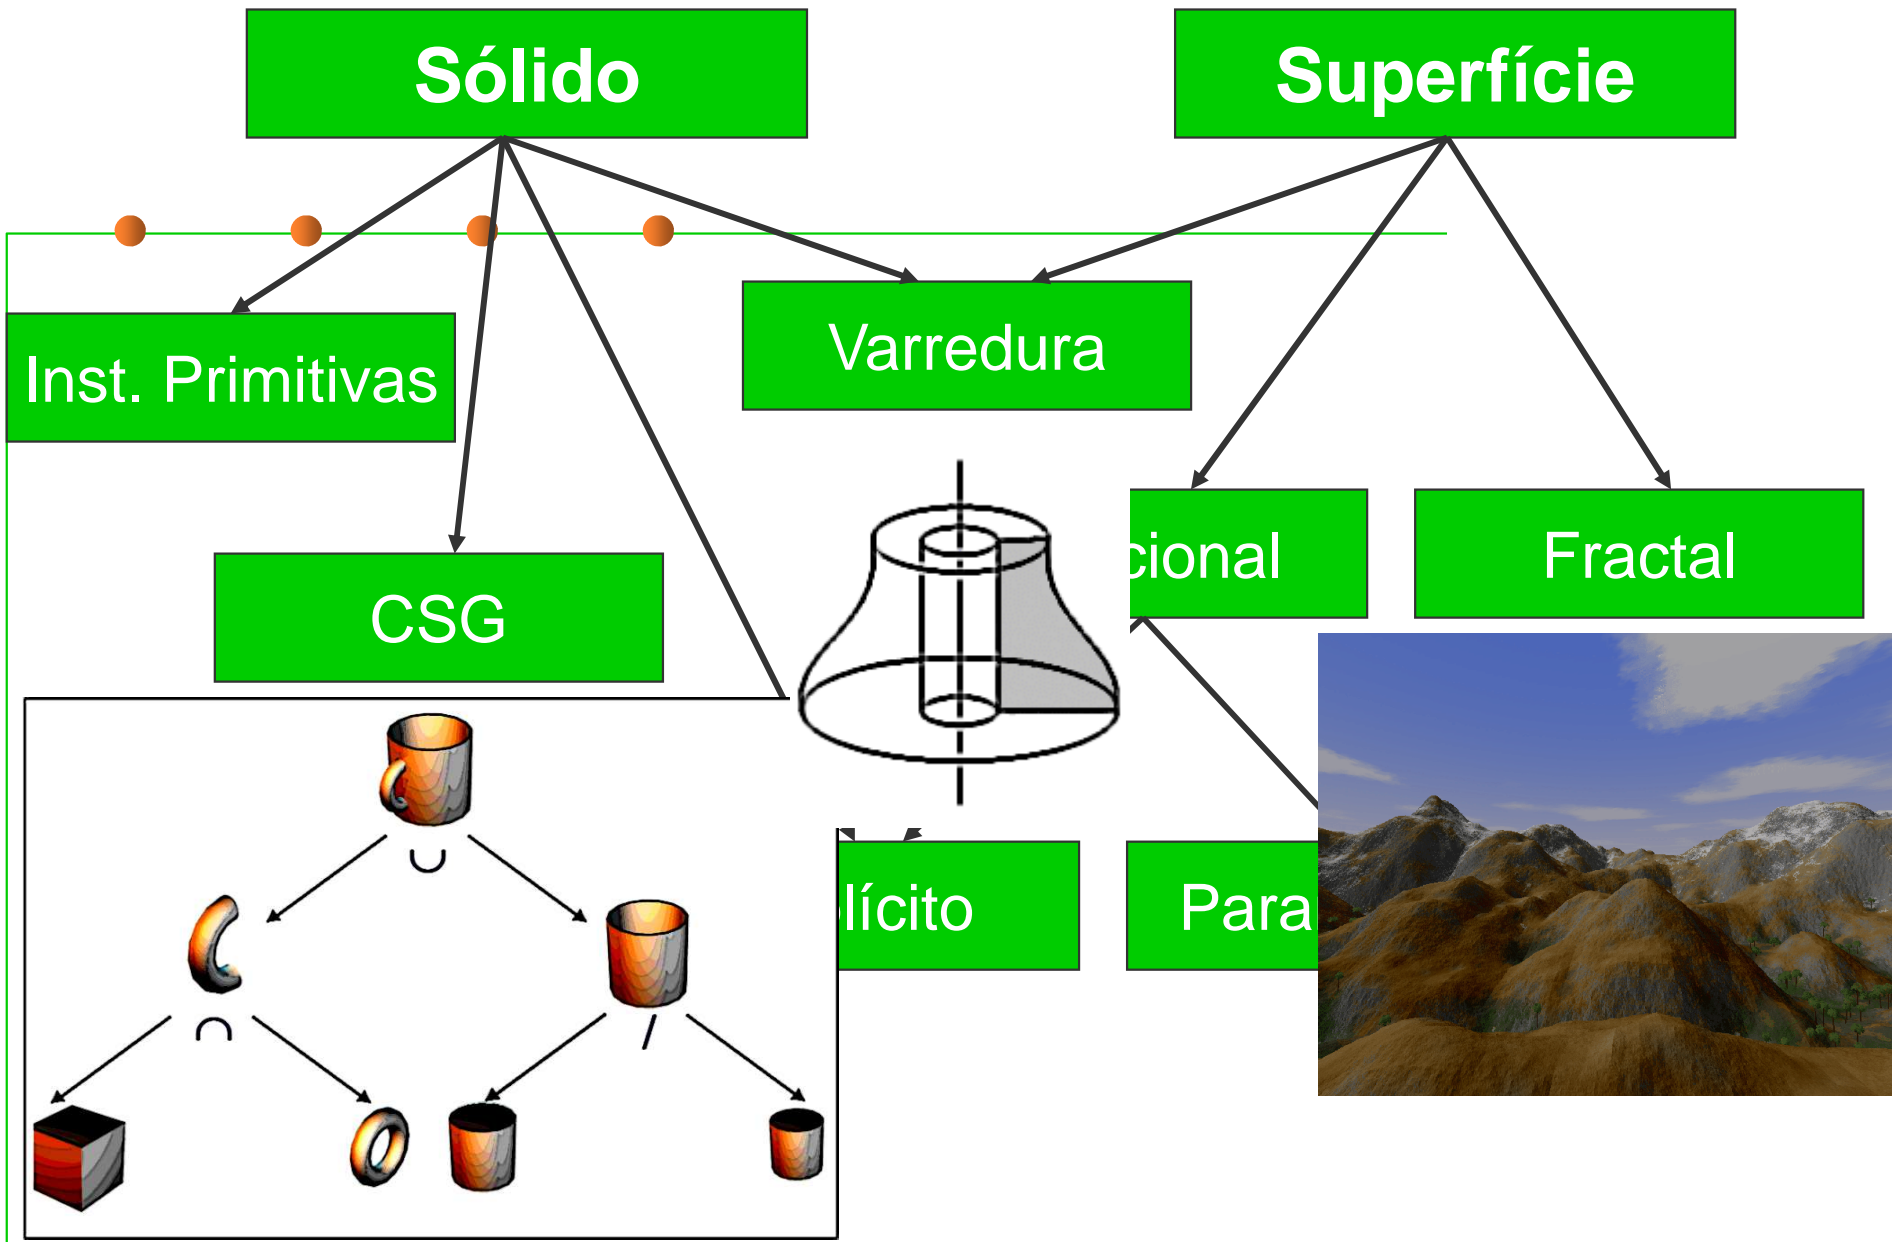 Sólido
Superfície
Inst. Primitivas
Varredura
cional
Fractal
CSG
∪
∩
/
lícito
Para